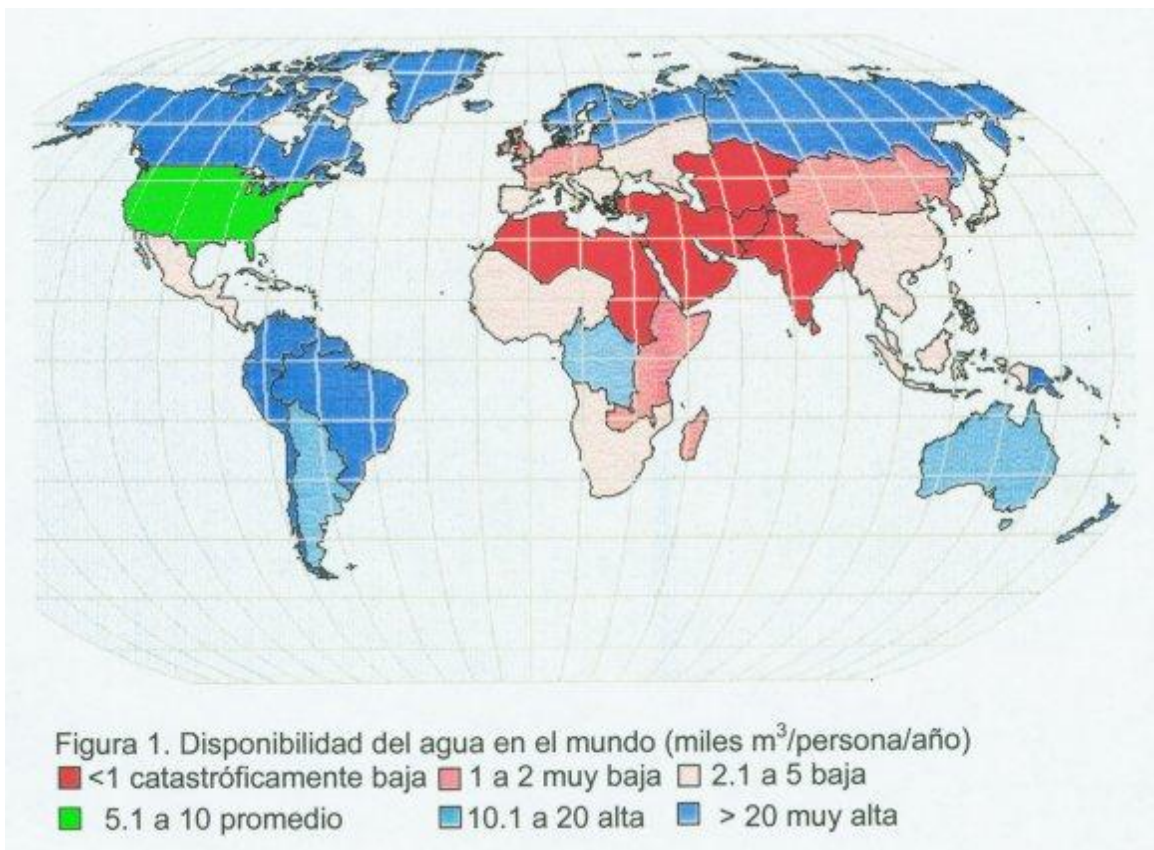 Figura 1. Disponibilidad del agua en el mundo (miles m³/persona/año)
<1 catastróficamente baja 1 a 2 muy baja 2.1 a 5 baja
5.1 a 10 promedio 10.1 a 20 alta > 20 muy alta